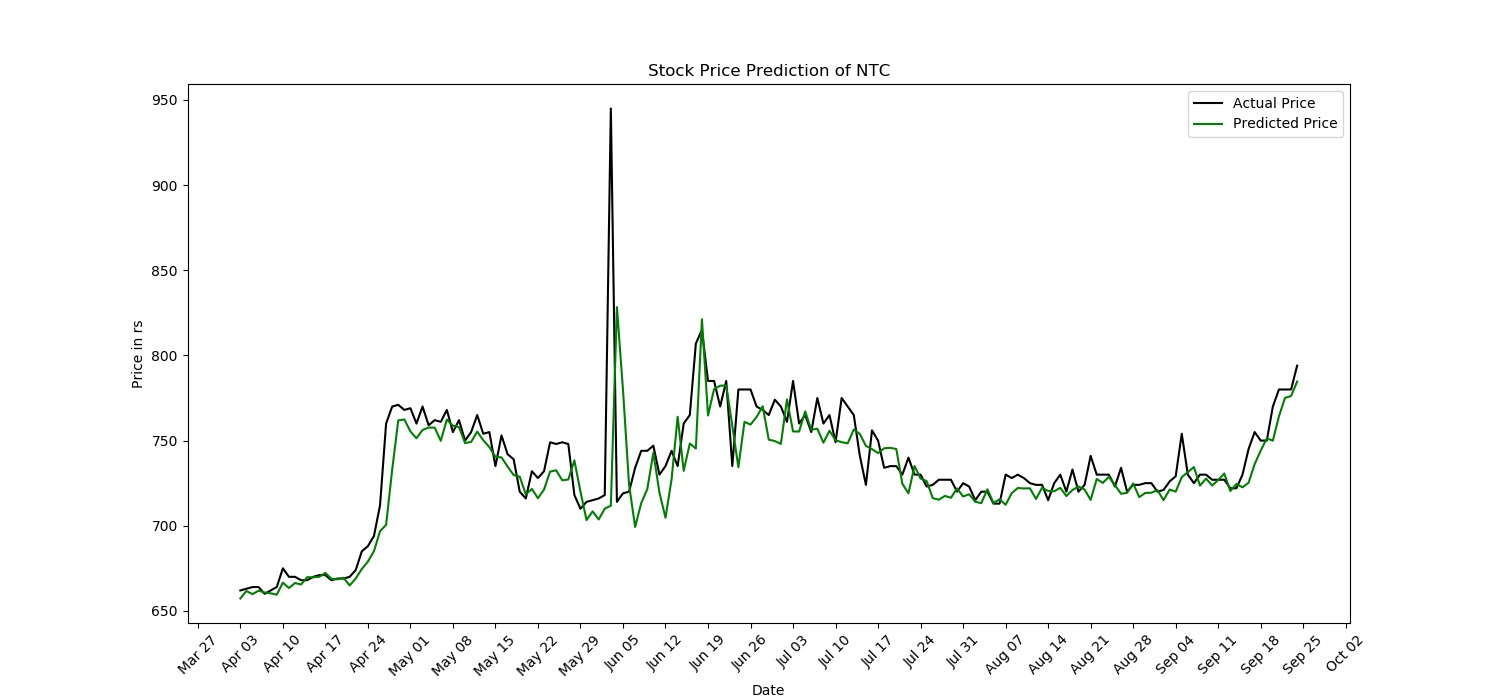 Stock Price Prediction of NTC
Actual Price
Predicted Price
950
900
850
800
750
700
650
Price in rs
Mar 27
Apr 03
Apr 10
Apr 17
Apr 24
May 01
May 08
May 15
May 22
May 29
Jun 05
Jun 12
Jun 19
Jun 26
Jul 03
Jul 10
Jul 17
Jul 24
Jul 31
Aug 07
Aug 14
Aug 21
Aug 28
Sep 04
Sep 11
Sep 18
Sep 25
Oct 02
Date